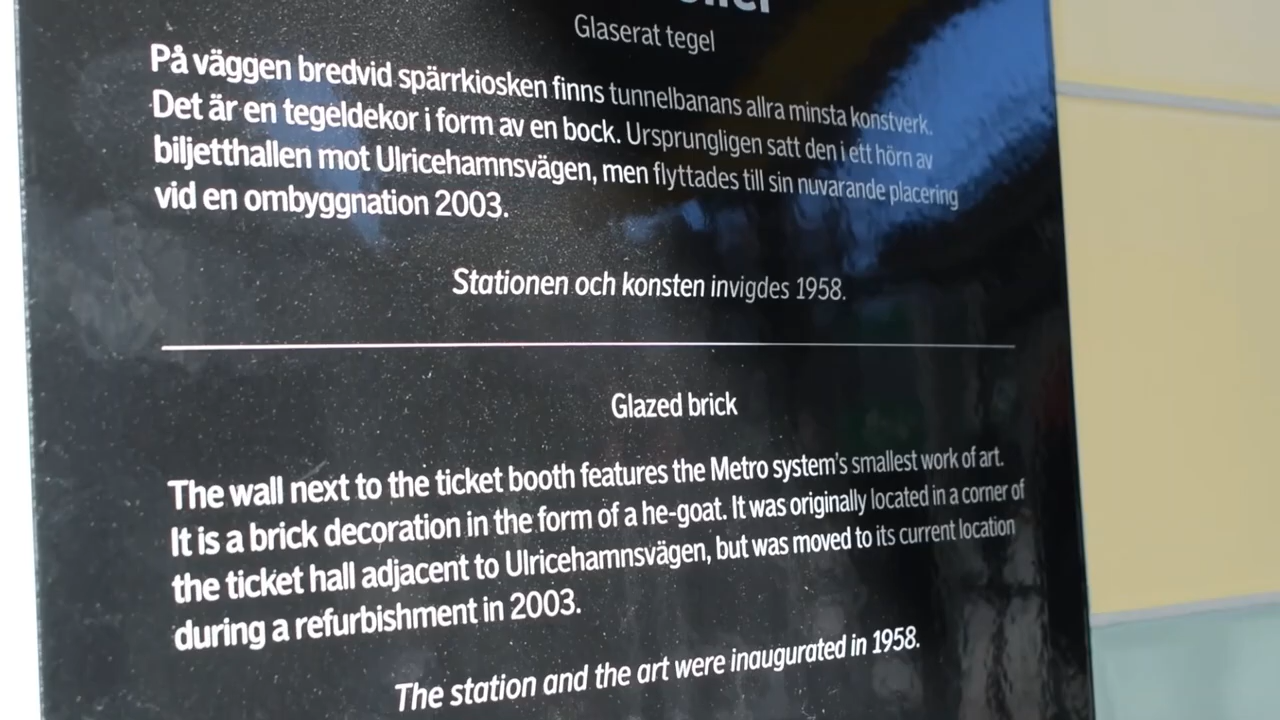 Glaserat tegel
På väggen bredvid spärrkiosken finns tunnelbanans allra minsta konstverk.
Det är en tegeldekor i form av en bock. Ursprungligen satt den i ett hörn av
biljetthallen mot Ulricehamnsvägen, men flyttades till sin nuvarande placering
vid en ombyggnation 2003.
Stationen och konsten invigdes 1958.
Glazed brick
The wall next to the ticket booth features the Metro system's smallest work of art.
It is a brick decoration in the form of a he-goat. It was originally located in a corner of
the ticket hall adjacent to Ulricehamnsvägen, but was moved to its current location
during a refurbishment in 2003.
The station and the art were inaugurated in 1958.